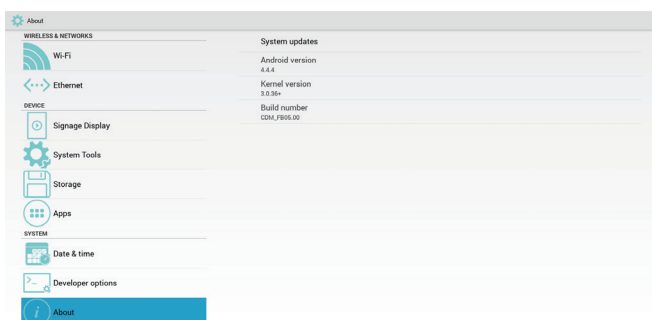 About
WIRELESS & NETWORKS
Wi-Fi
Ethernet
DEVICE
Signage Display
System Tools
Storage
Apps
SYSTEM
Date & time
Developer options
About
System updates
Android version
4.4.4
Kernel version
3.0.36+
Build number
CDM_FB05.00